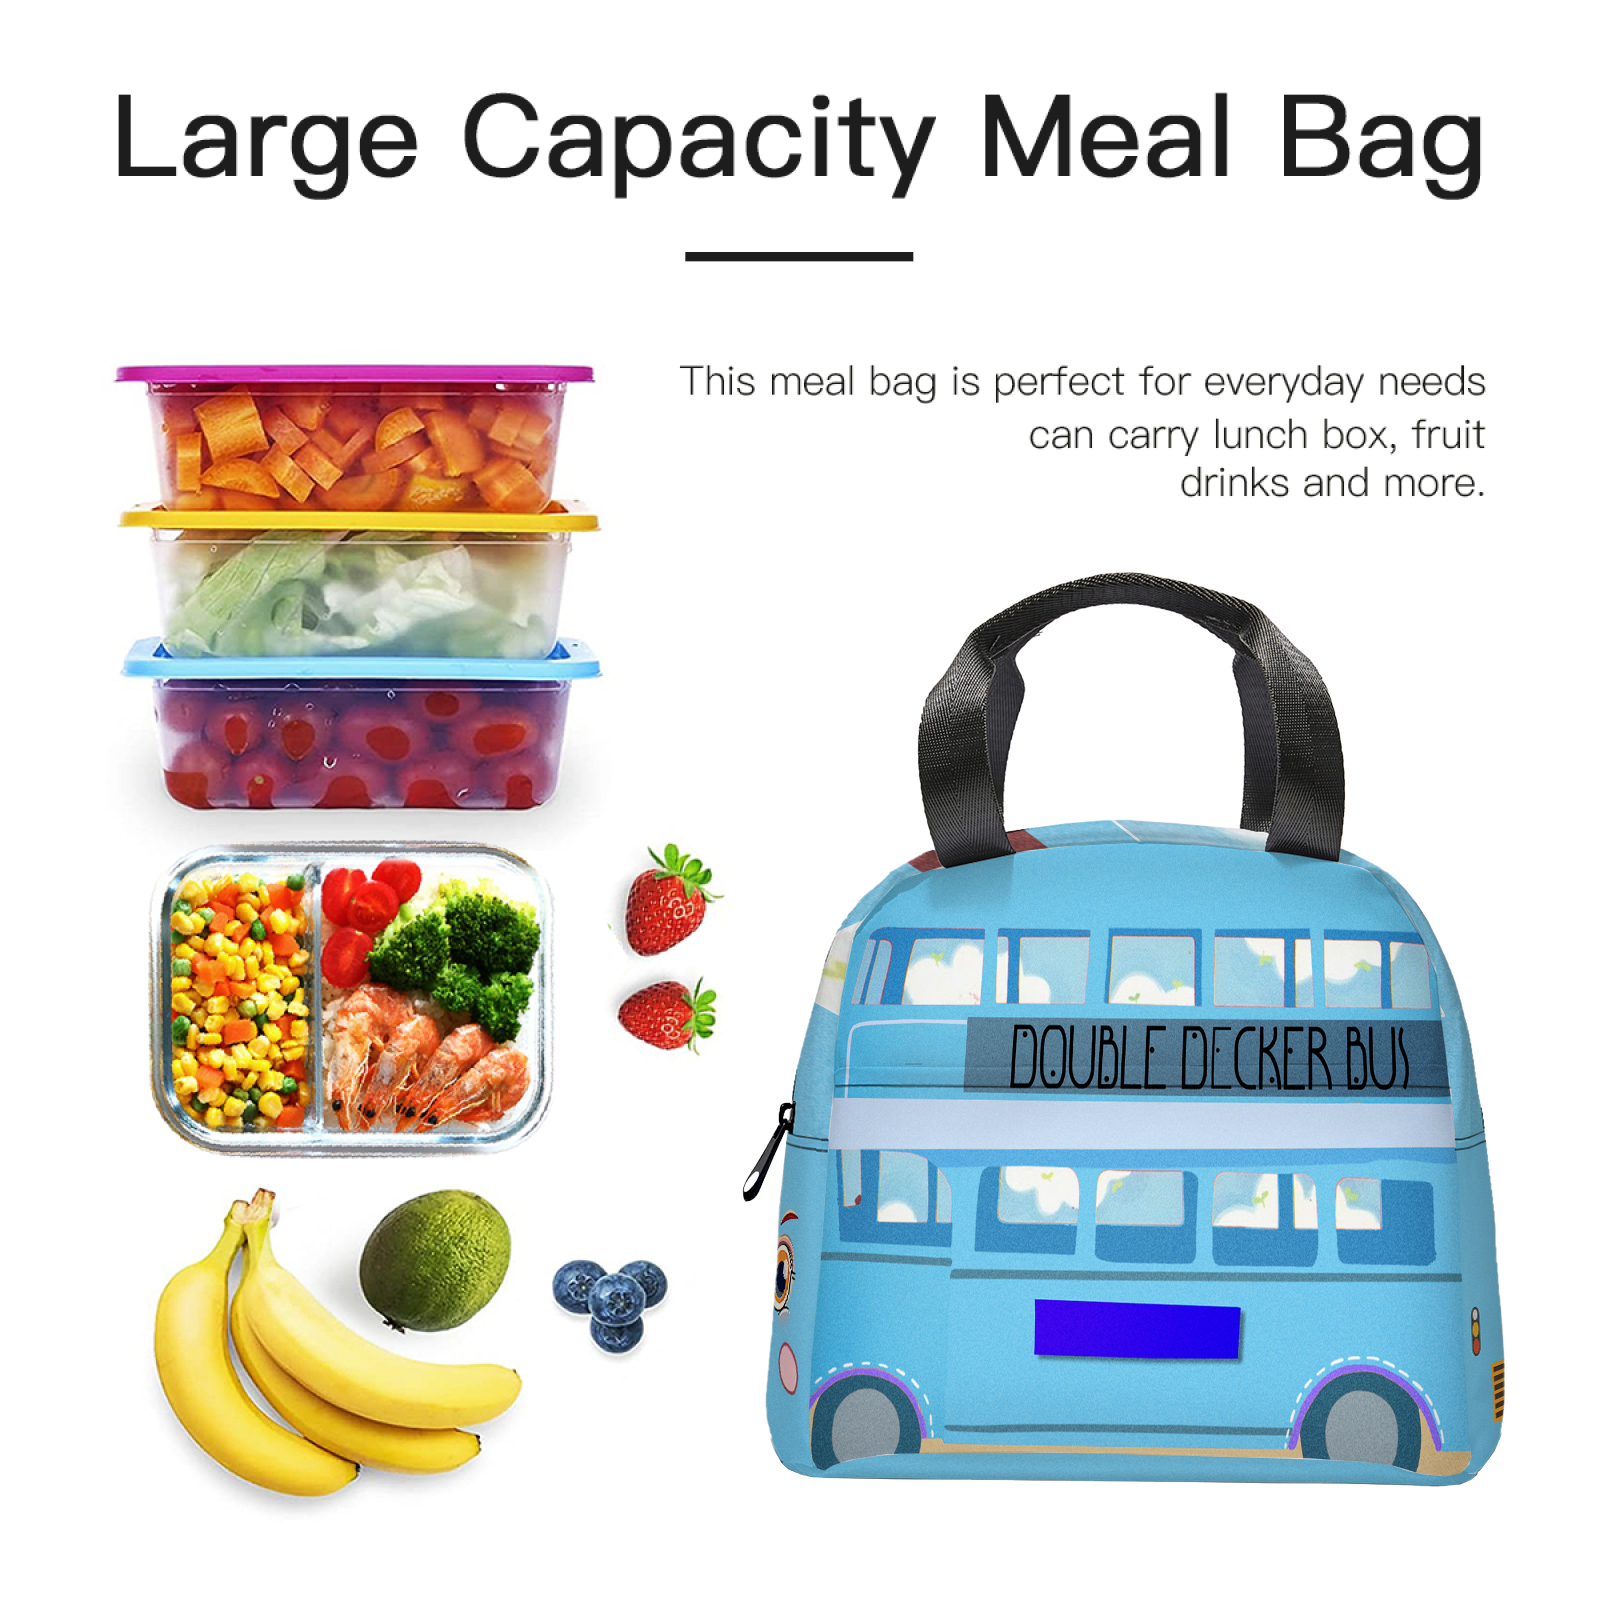 Large Capacity Meal Bag
This meal bag is perfect for everyday needs
can carry lunch box, fruit
drinks and more.
DOUBLE DECKER BUS